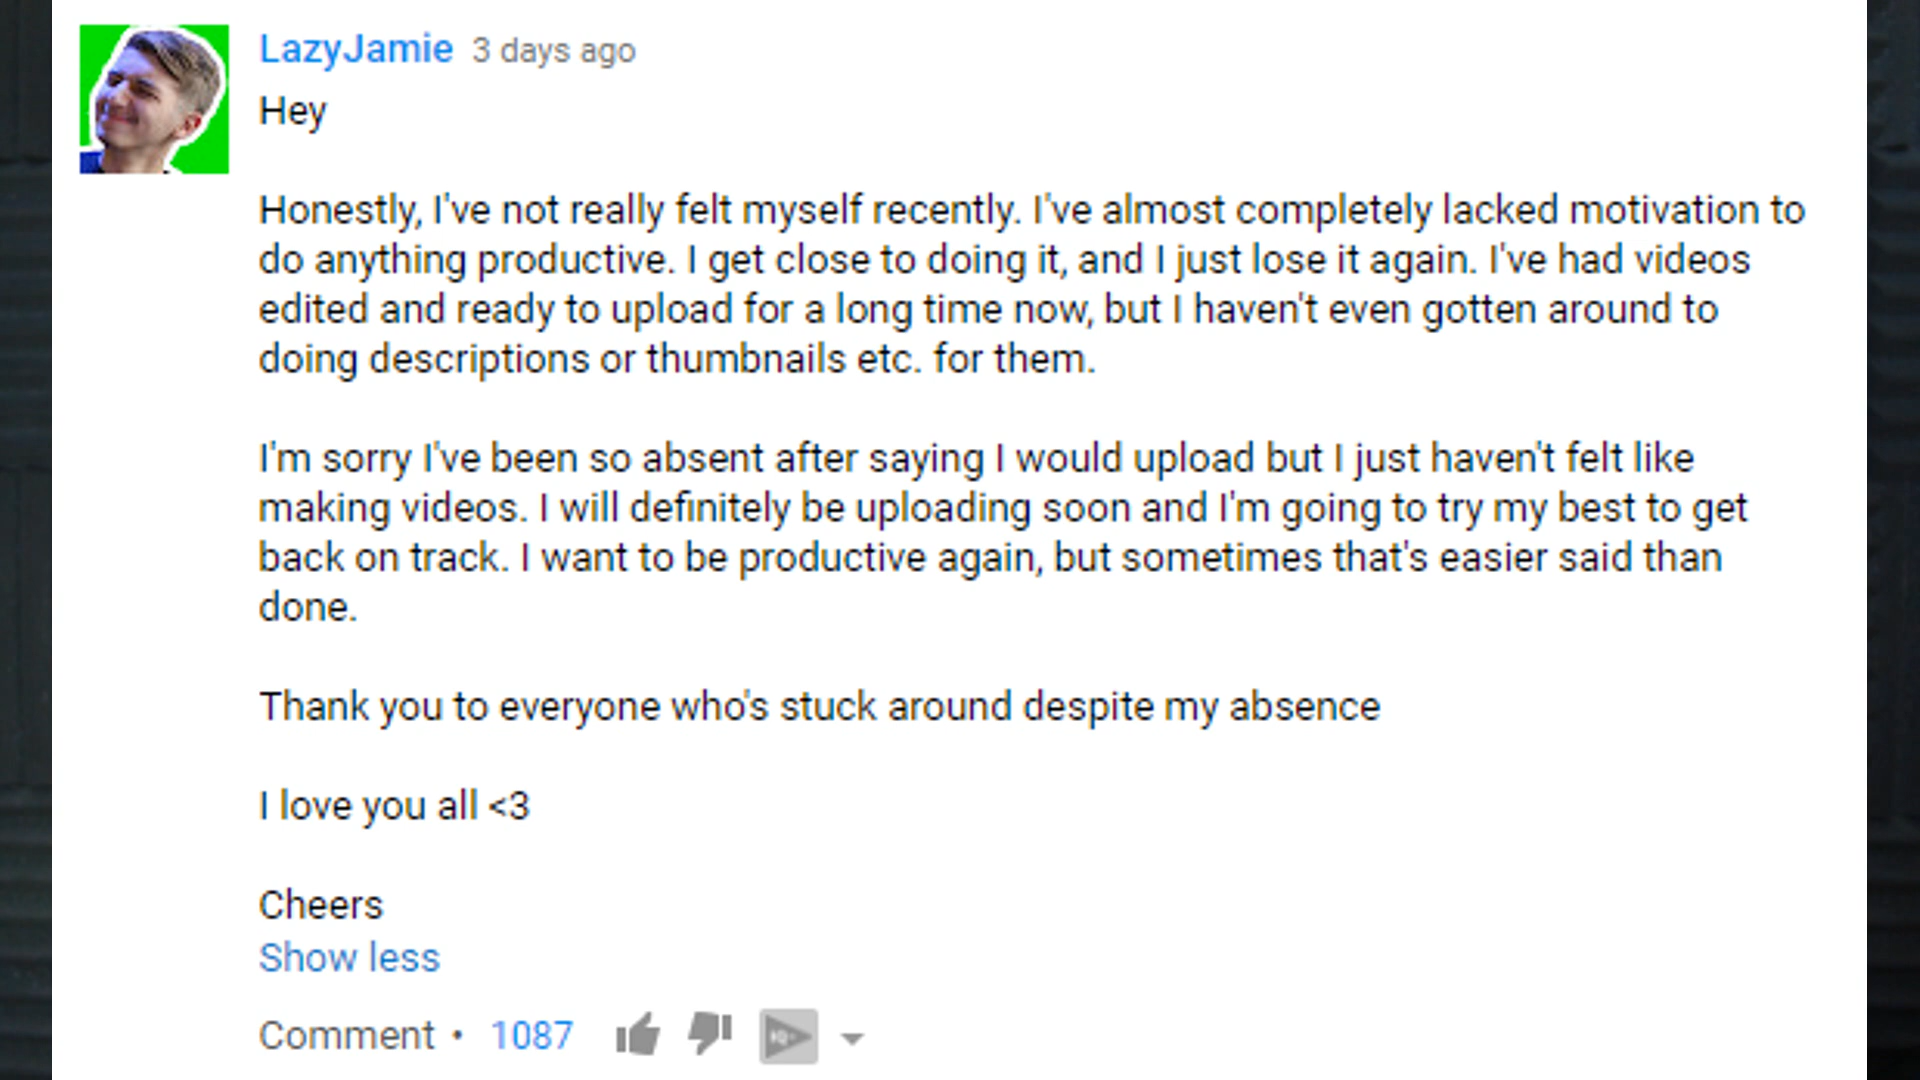 LazyJamie 3 days ago
Hey
Honestly, I've not really felt myself recently. I've almost completely lacked motivation to
do anything productive. I get close to doing it, and I just lose it again. I've had videos
edited and ready to upload for a long time now, but I haven't even gotten around to
doing descriptions or thumbnails etc. for them.
I'm sorry I've been so absent after saying I would upload but I just haven't felt like
making videos. I will definitely be uploading soon and I'm going to try my best to get
back on track. I want to be productive again, but sometimes that's easier said than
done.
Thank you to everyone who's stuck around despite my absence
I love you all <3
Cheers
Show less
Comment • 1087